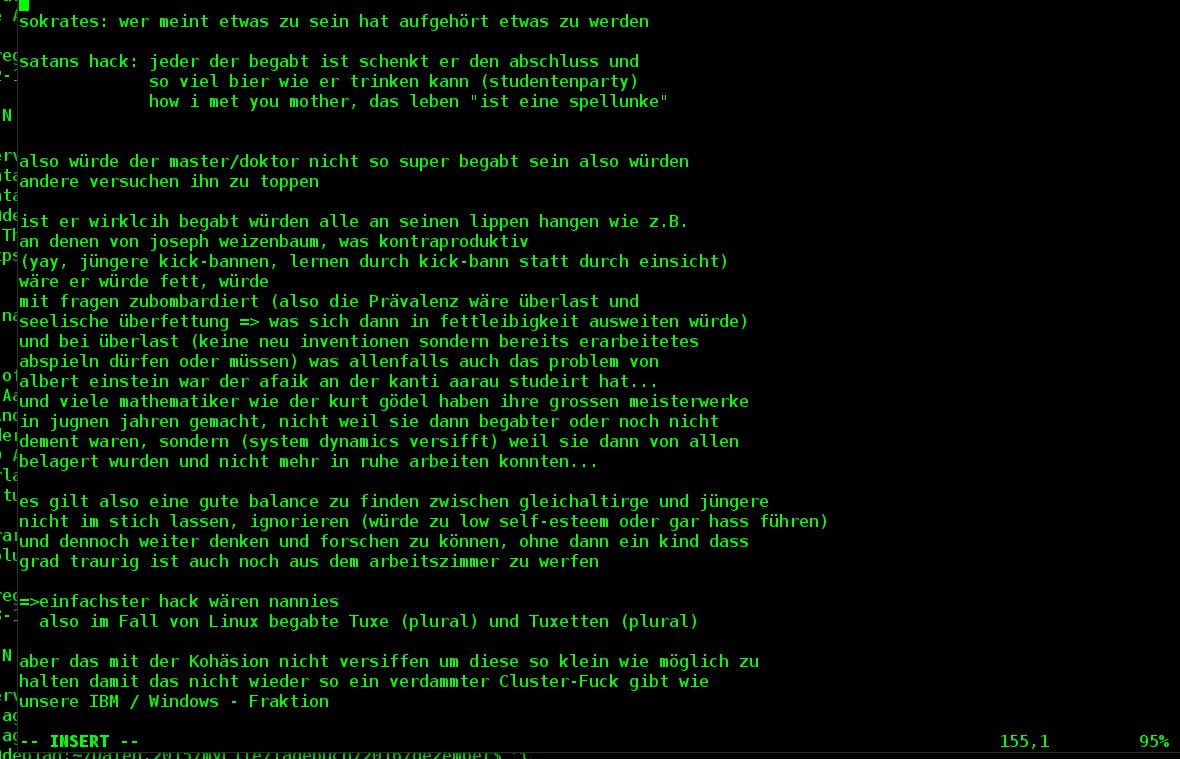 sokrates: wer meint etwas zu sein hat aufgehört etwas zu werden
satans hack: jeder der begabt ist schenkt er den abschluss und
so viel bier wie er trinken kann (studentenparty)
how i met you mother, das leben "ist eine spellunke"
also würde der master/doktor nicht so super begabt sein also würden
andere versuchen ihn zu toppen
ist er wirklcih begabt würden alle an seinen lippen hangen wie z.B.
an denen von joseph weizenbaum, was kontraproduktiv
(yay, jüngere kick-bannen, lernen durch kick-bann statt durch einsicht)
wäre er würde fett, würde
mit fragen zubombardiert (also die Prävalenz wäre überlast und
seelische überfettung => was sich dann in fettleibigkeit ausweiten würde)
und bei überlast (keine neu inventionen sondern bereits erarbeitetes
abspieln dürfen oder müssen) was allenfalls auch das problem von
albert einstein war der afaik an der kanti aarau studeirt hat...
und viele mathematiker wie der kurt gödel haben ihre grossen meisterwerke
in jugnen jahren gemacht, nicht weil sie dann begabter oder noch nicht
dement waren, sondern (system dynamics versifft) weil sie dann von allen
belagert wurden und nicht mehr in ruhe arbeiten konnten...
es gilt also eine gute balance zu finden zwischen gleichaltirge und jüngere
nicht im stich lassen, ignorieren (würde zu low self-esteem oder gar hass führen)
und dennoch weiter denken und forschen zu können, ohne dann ein kind dass
grad traurig ist auch noch aus dem arbeitszimmer zu werfen
=>einfachster hack wären nannies
also im Fall von Linux begabte Tuxe (plural) und Tuxetten (plural)
aber das mit der Kohäsion nicht versiffen um diese so klein wie möglich zu
halten damit das nicht wieder so ein verdammter Cluster-Fuck gibt wie
unsere IBM / Windows - Fraktion
-- INSERT -- 155,1 95%